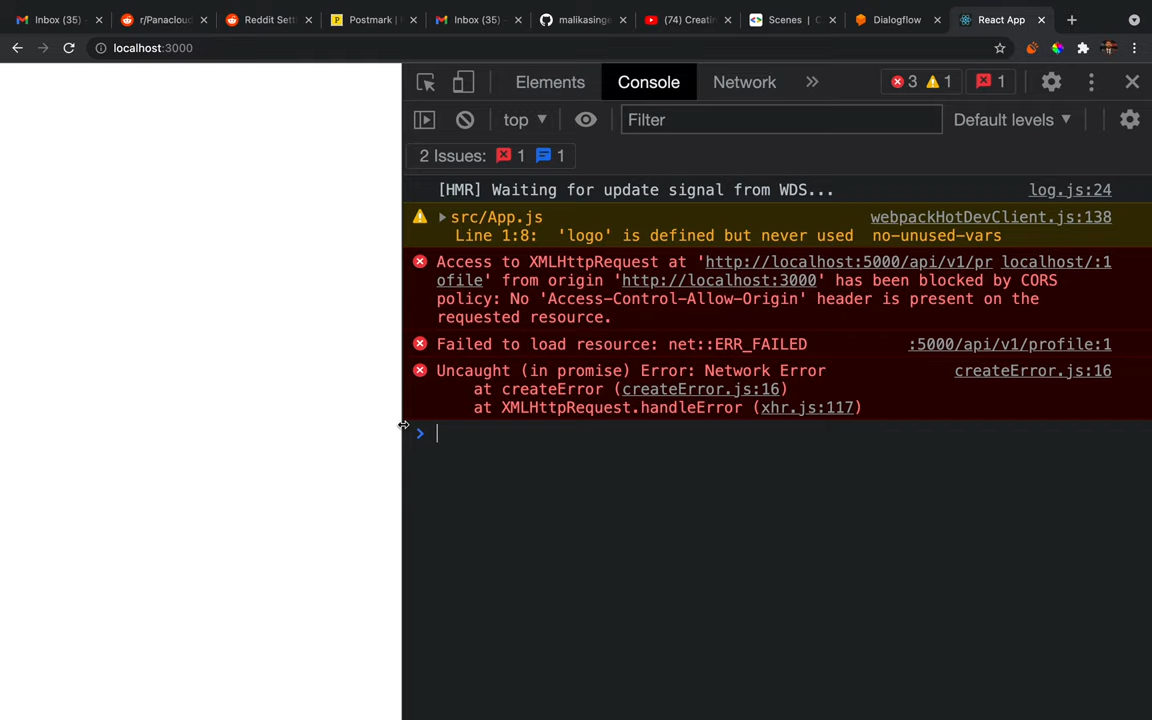 Inbox (35) r/Panacloud Reddit Sett Postmark | Inbox (35) malikasinge (74) Creatin Scenes | C Dialogflow React App
localhost:3000
Elements Console Network 3 1 1
top Filter Default levels
2 Issues: 1 1
[HMR] Waiting for update signal from WDS... log.js:24
src/App.js webpackHotDevClient.js:138
Line 1:8: 'logo' is defined but never used no-unused-vars
Access to XMLHttpRequest at 'http://localhost:5000/api/v1/pr localhost/:1
ofile' from origin 'http://localhost:3000' has been blocked by CORS
policy: No 'Access-Control-Allow-Origin' header is present on the
requested resource.
Failed to load resource: net::ERR_FAILED :5000/api/v1/profile:1
Uncaught (in promise) Error: Network Error createError.js:16
at createError (createError.js:16)
at XMLHttpRequest.handleError (xhr.js:117)